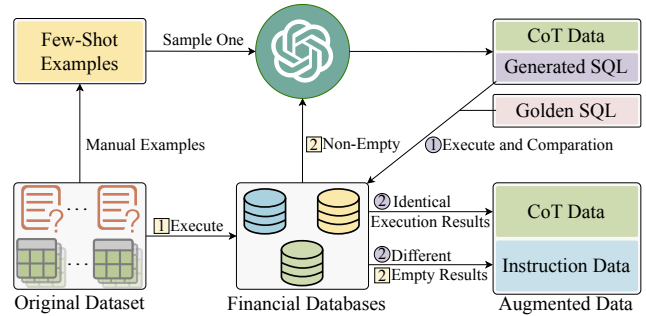 Few-Shot
Examples
Sample One
CoT Data
Generated SQL
Golden SQL
Manual Examples
2 Non-Empty
1 Execute and Comparation
... ?
?
1 Execute
2 Identical
Execution Results
2 Different
2 Empty Results
CoT Data
Instruction Data
...
Original Dataset
Financial Databases
Augmented Data